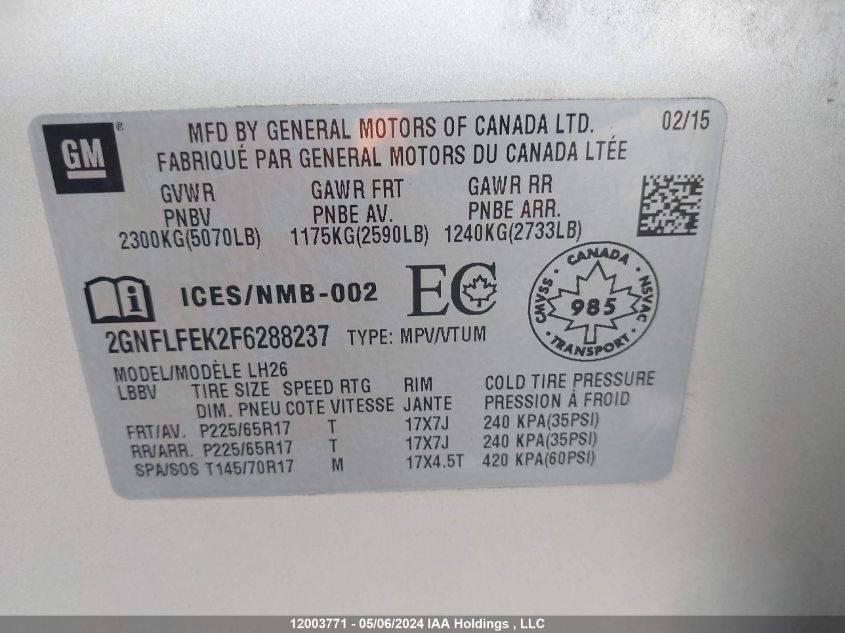 GM ®
MFD BY GENERAL MOTORS OF CANADA LTD. 02/15
FABRIQUÉ PAR GENERAL MOTORS DU CANADA LTÉE
GVWR GAWR FRT GAWR RR
PNBV PNBE AV. PNBE ARR.
2300KG(5070LB) 1175KG(2590LB) 1240KG(2733LB)
i ICES/NMB-002 EC
CANADA
CMVSS 985 NSVAC
TRANSPORT
2GNFLFEK2F6288237 TYPE: MPV/VTUM
MODEL/MODÈLE LH26
LBBV TIRE SIZE SPEED RTG RIM COLD TIRE PRESSURE
DIM. PNEU COTE VITESSE JANTE PRESSION À FROID
FRT/AV. P225/65R17 T 17X7J 240 KPA(35PSI)
RR/ARR. P225/65R17 T 17X7J 240 KPA(35PSI)
SPA/SOS T145/70R17 M 17X4.5T 420 KPA(60PSI)
12003771 - 05/06/2024 IAA Holdings , LLC